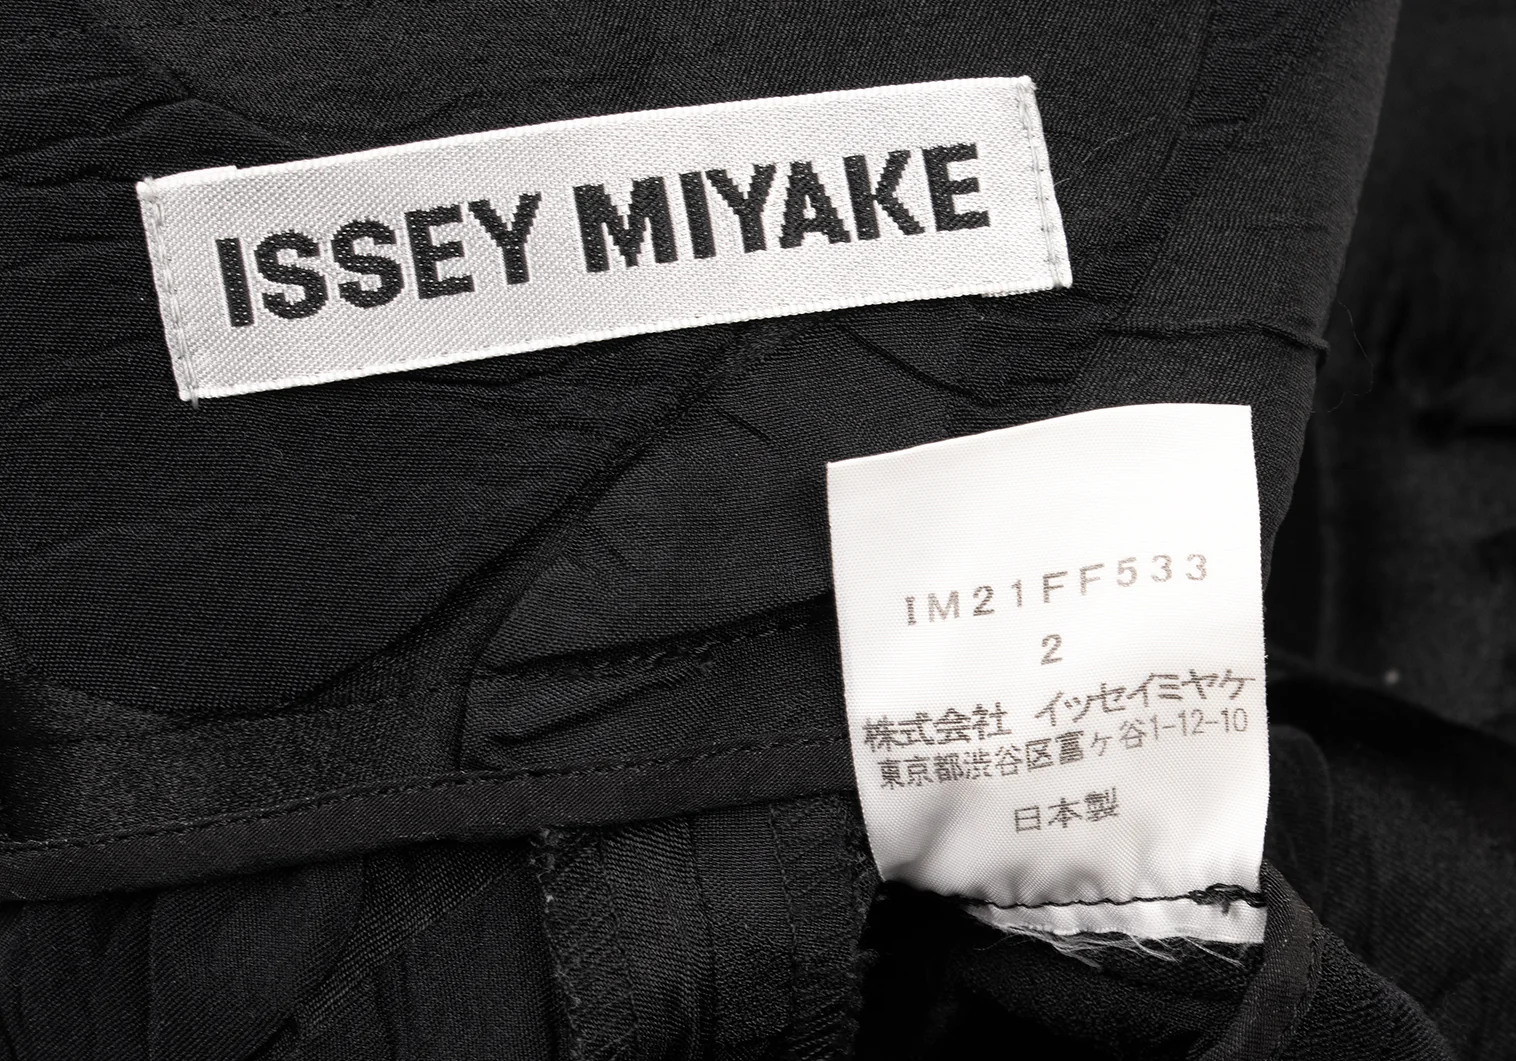 ISSEY MIYAKE
IM21FF533
2
株式会社 イッセイミヤケ
東京都渋谷区富ヶ谷1-12-10
日本製